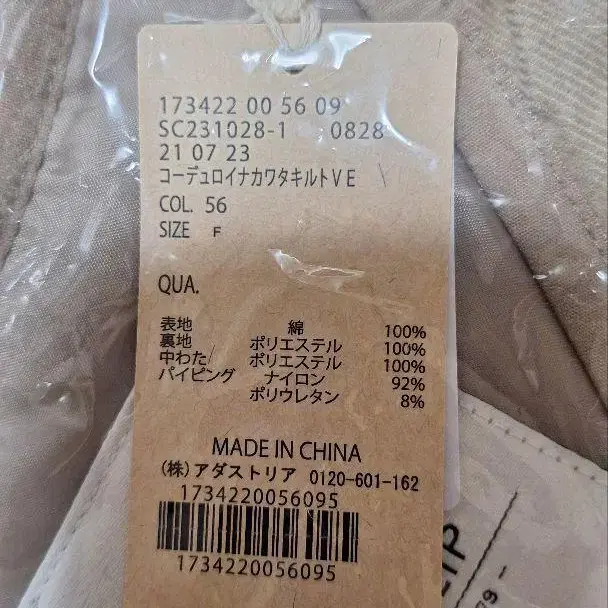 173422 00 56 09
SC231028-1 0828
21 07 23
コーデュロイナカワタキルトVE
COL. 56
SIZE F
QUA.
表地 綿 100%
裏地 ポリエステル 100%
中わた/ ポリエステル 100%
パイピング ナイロン 92%
ポリウレタン 8%
MADE IN CHINA
(株)アダストリア 0120-601-162
1734220056095
1734220056095